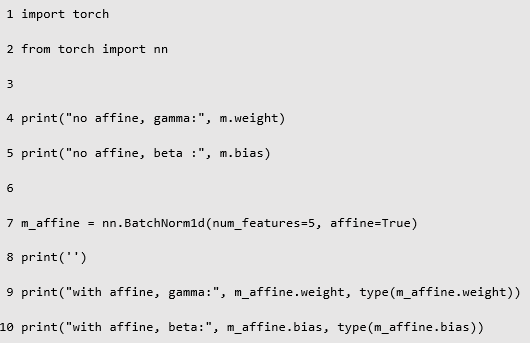 1 import torch
2 from torch import nn
3
4 print("no affine, gamma:", m.weight)
5 print("no affine, beta :", m.bias)
6
7 m_affine = nn.BatchNorm1d(num_features=5, affine=True)
8 print('')
9 print("with affine, gamma:", m_affine.weight, type(m_affine.weight))
10 print("with affine, beta:", m_affine.bias, type(m_affine.bias))